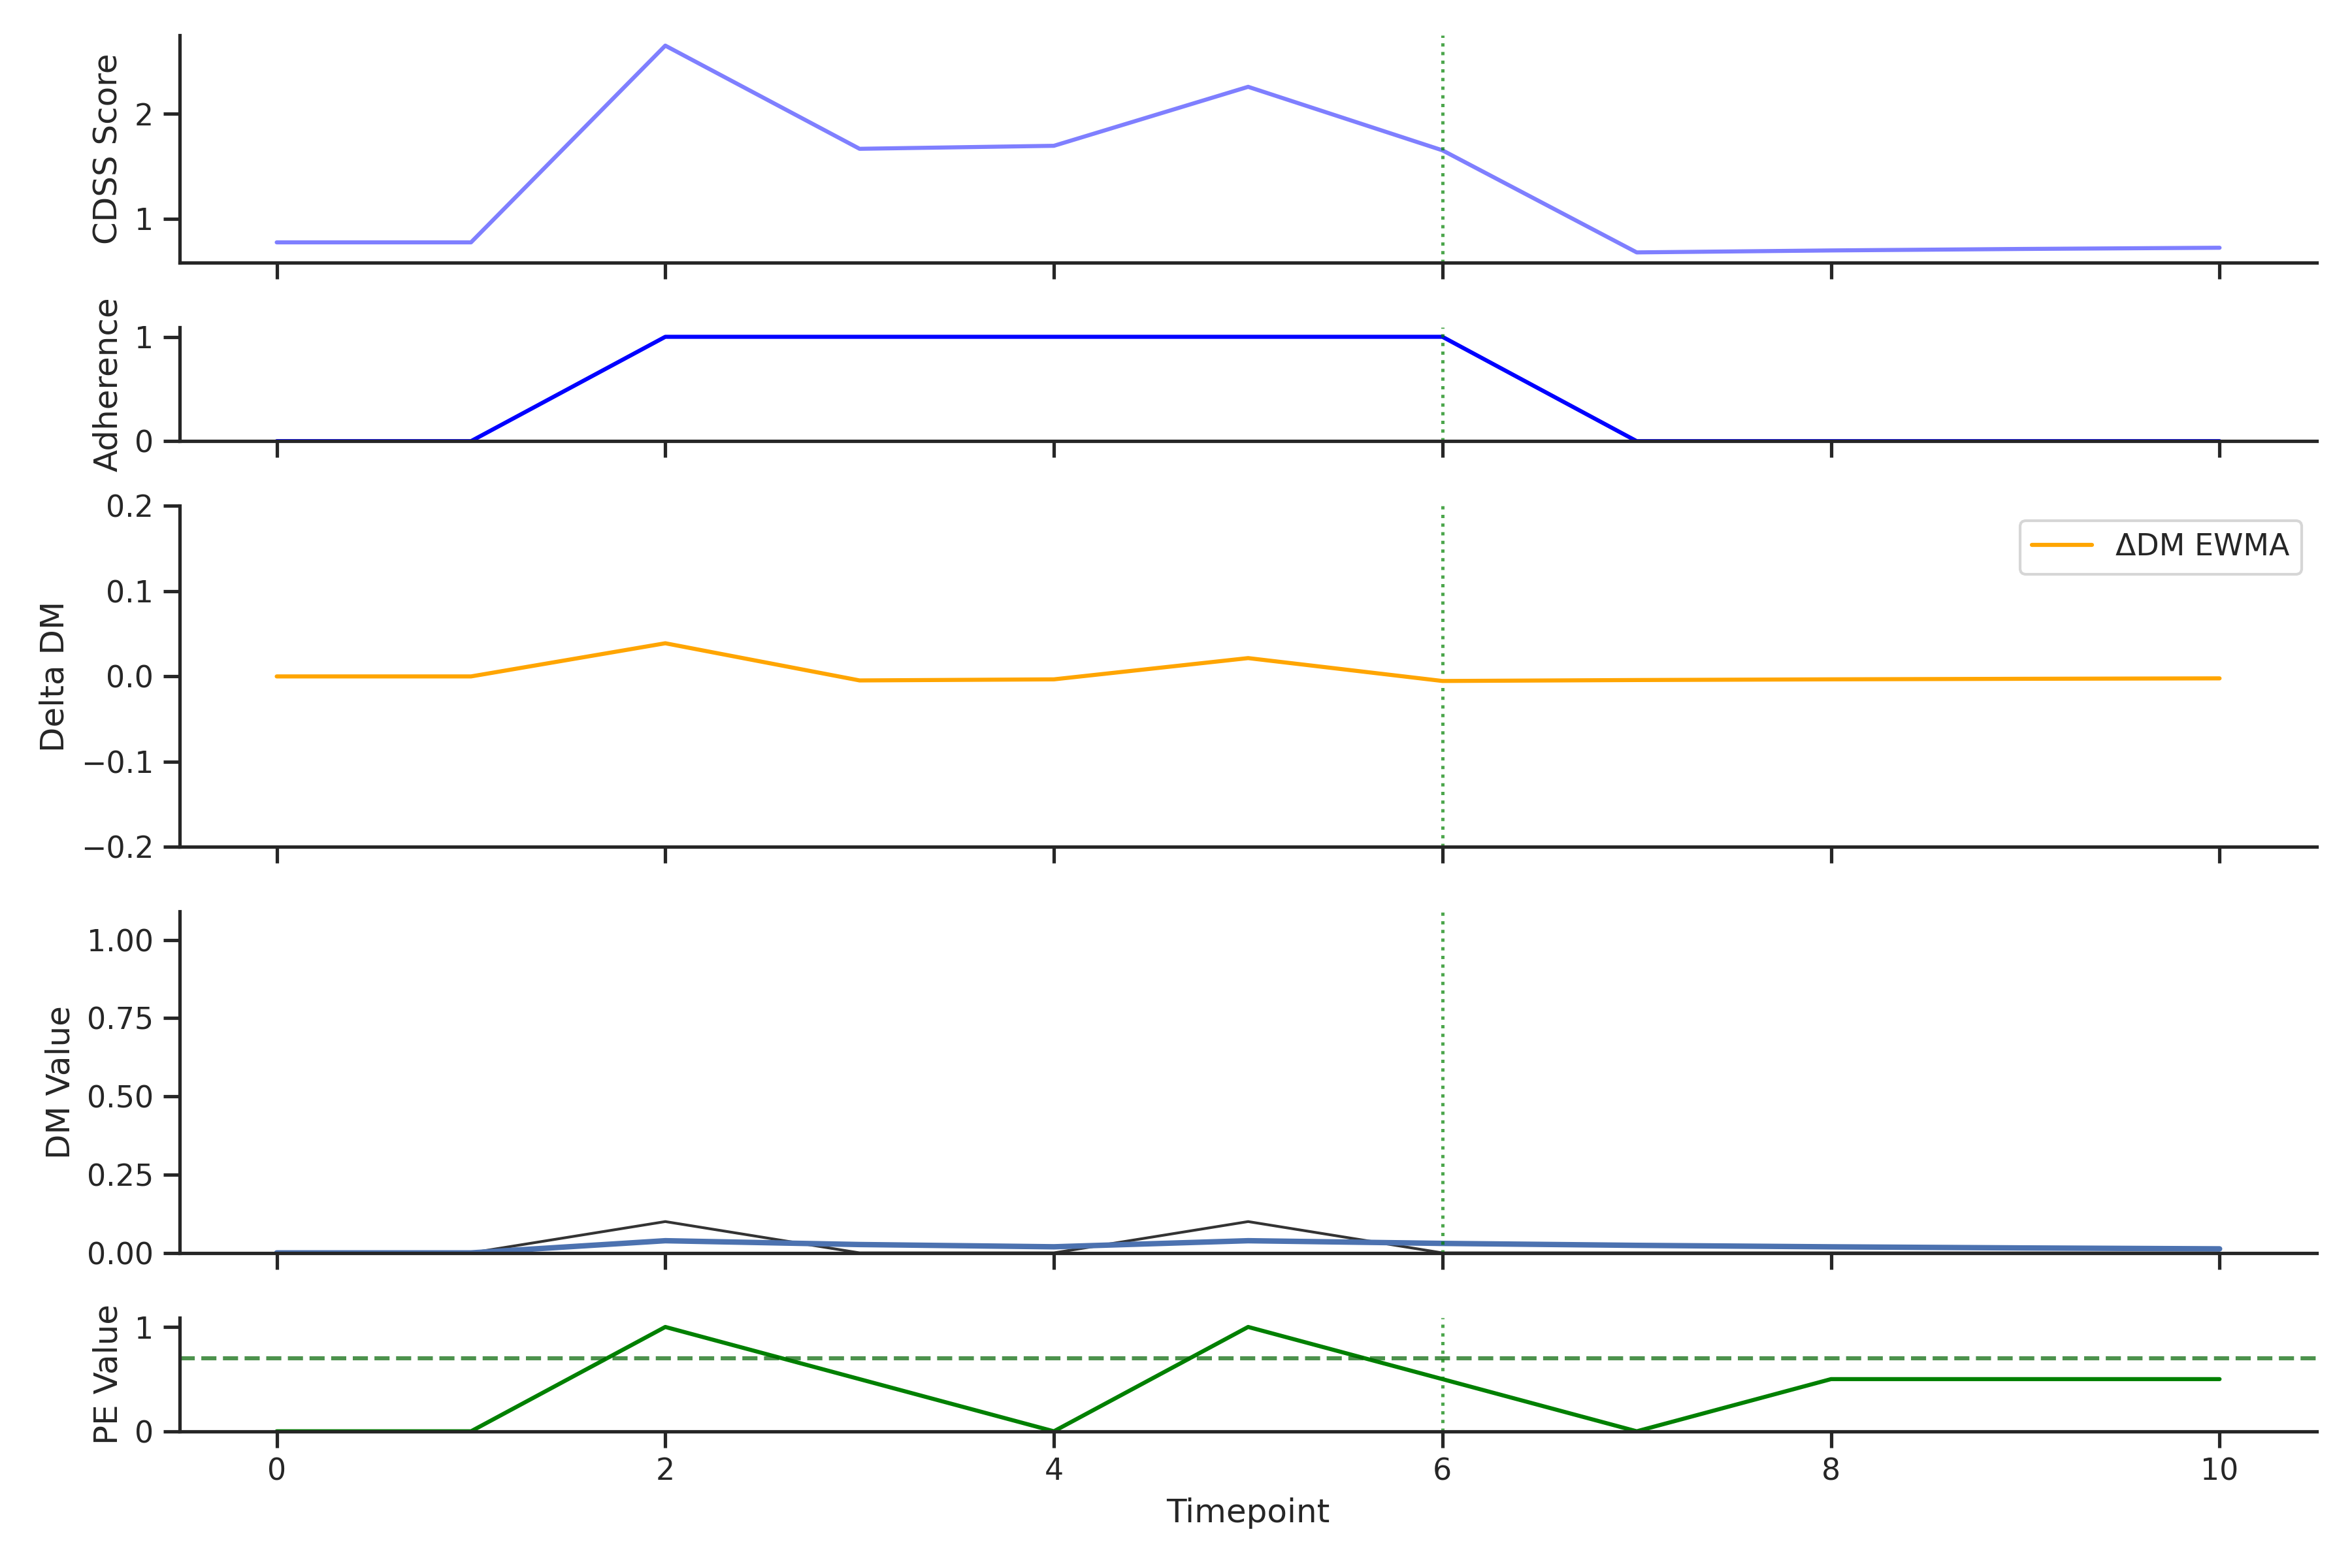 CDSS Score
2
1
Adherence
1
0
Delta DM
0.2
0.1
0.0
−0.1
−0.2
ΔDM EWMA
DM Value
1.00
0.75
0.50
0.25
0.00
PE Value
1
0
0 2 4 6 8 10
Timepoint